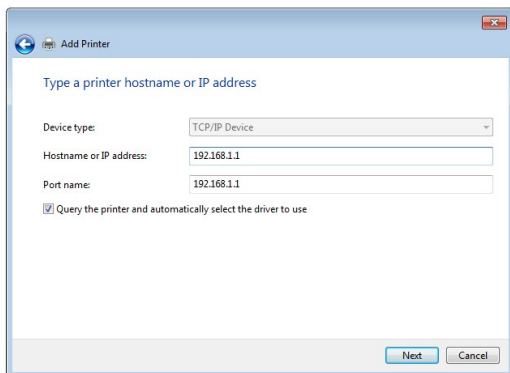 Add Printer
Type a printer hostname or IP address
Device type: TCP/IP Device
Hostname or IP address: 192.168.1.1
Port name: 192.168.1.1
Query the printer and automatically select the driver to use
Next Cancel